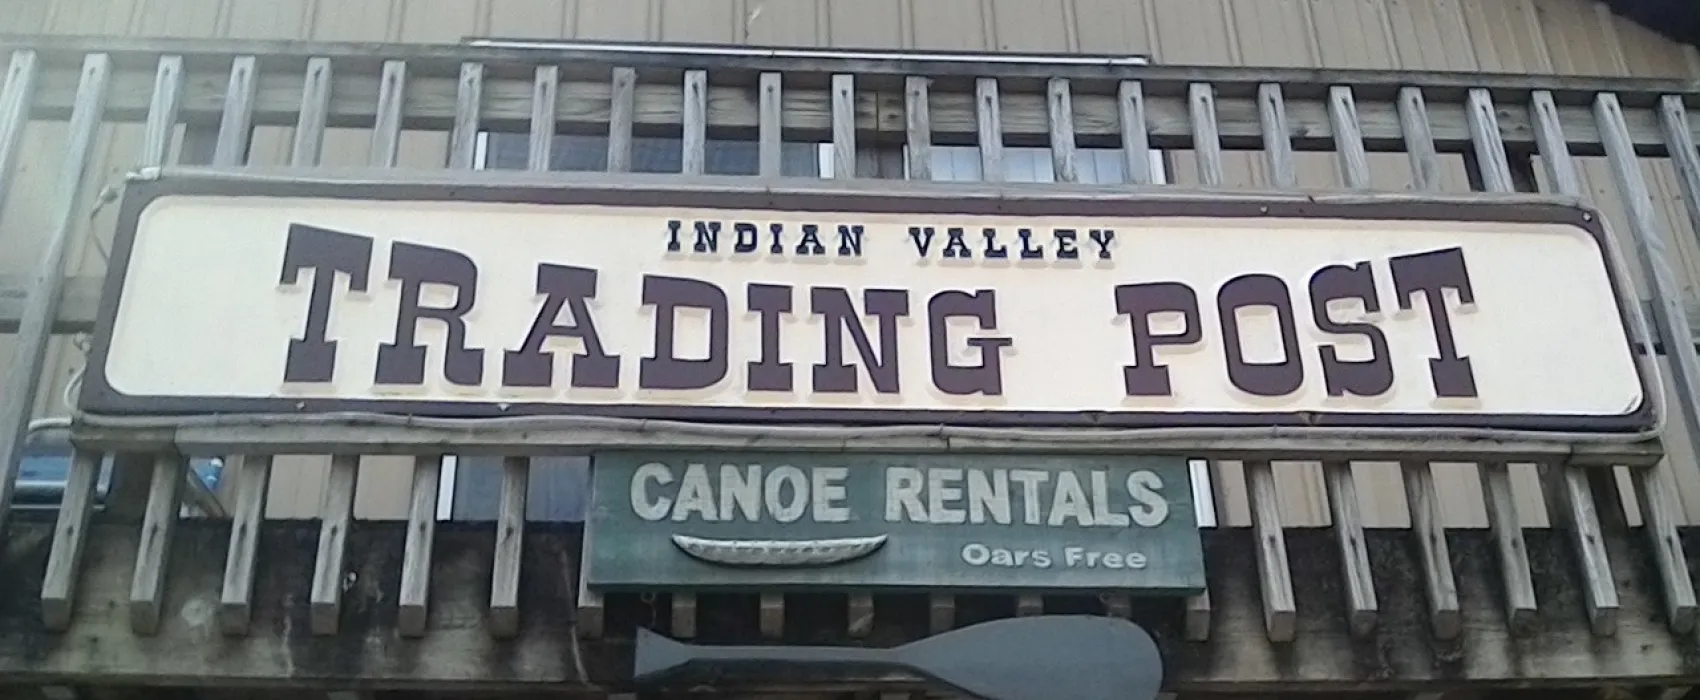 INDIAN VALLEY
TRADING POST
CANOE RENTALS
Oars Free